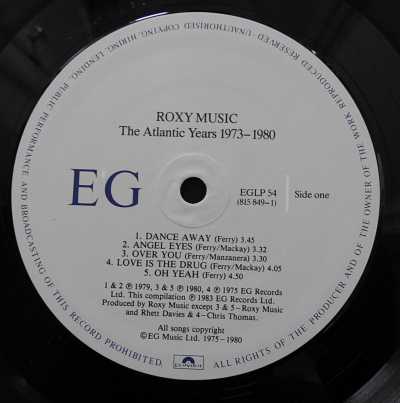 ROXY MUSIC
The Atlantic Years 1973-1980
EG
EGLP 54
(815 849-1)
Side one
1. DANCE AWAY (Ferry) 3.45
2. ANGEL EYES (Ferry/Mackay) 3.32
3. OVER YOU (Ferry/Manzanera) 3.30
4. LOVE IS THE DRUG (Ferry/Mackay) 4.05
5. OH YEAH (Ferry) 4.50
1 & 2 ℗ 1979, 3 & 5 ℗ 1980, 4 ℗ 1975 EG Records
Ltd. This compilation ℗ 1983 EG Records Ltd.
Produced by Roxy Music except 3 & 5-Roxy Music
and Rhett Davies & 4-Chris Thomas.
All songs copyright
© EG Music Ltd. 1975-1980
polydor
ALL RIGHTS OF THE PRODUCER AND OF THE OWNER OF THE WORK REPRODUCED RESERVED-UNAUTHORISED COPYING, HIRING, LENDING, PUBLIC PERFORMANCE AND BROADCASTING OF THIS RECORD PROHIBITED.